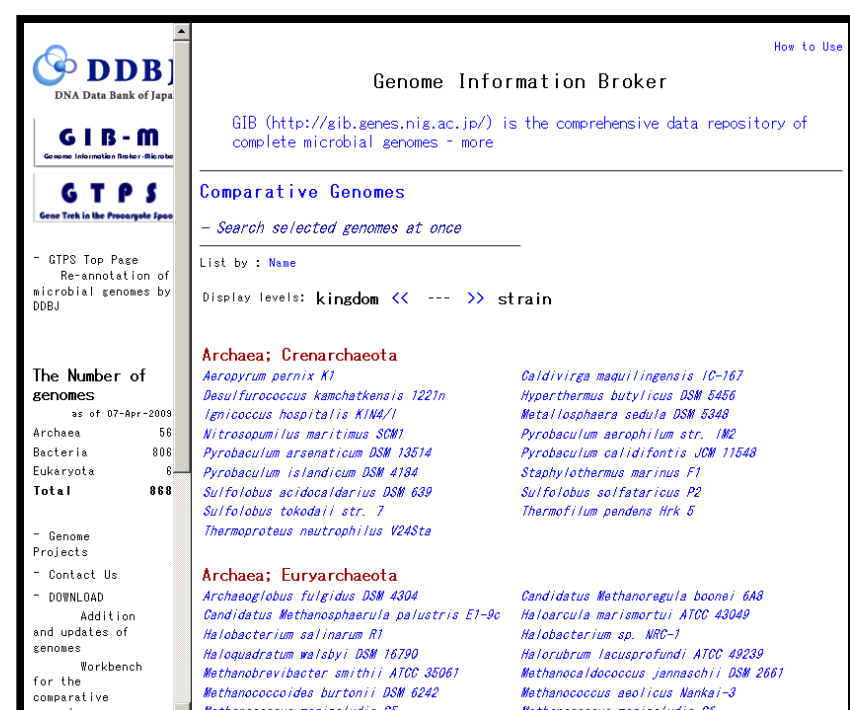 DDBJ
DNA Data Bank of Japa
GIB-M
Genome Information Broker-Microbe
GTPS
Gene Trek in the Procaryote Spac
- GTPS Top Page
Re-annotation of
microbial genomes by
DDBJ
The Number of
genomes
as of 07-Apr-2009
Archaea 56
Bacteria 806
Eukaryota 6
Total 868
- Genome
Projects
- Contact Us
- DOWNLOAD
Addition
and updates of
genomes
Workbench
for the
comparative
How to Use
Genome Information Broker
GIB (http://gib.genes.nig.ac.jp/) is the comprehensive data repository of
complete microbial genomes - more
Comparative Genomes
- Search selected genomes at once
List by : Name
Display levels: kingdom << --- >> strain
Archaea; Crenarchaeota
Aeropyrum pernix K1 Caldivirga maquilingensis IC-167
Desulfurococcus kamchatkensis 1221n Hyperthermus butylicus DSM 5456
Ignicoccus hospitalis KIN4/I Metallosphaera sedula DSM 5348
Nitrosopumilus maritimus SCM1 Pyrobaculum aerophilum str. IM2
Pyrobaculum arsenaticum DSM 13514 Pyrobaculum calidifontis JCM 11548
Pyrobaculum islandicum DSM 4184 Staphylothermus marinus F1
Sulfolobus acidocaldarius DSM 639 Sulfolobus solfataricus P2
Sulfolobus tokodaii str. 7 Thermofilum pendens Hrk 5
Thermoproteus neutrophilus V24Sta
Archaea; Euryarchaeota
Archaeoglobus fulgidus DSM 4304 Candidatus Methanoregula boonei 6A8
Candidatus Methanosphaerula palustris E1-9c Haloarcula marismortui ATCC 43049
Halobacterium salinarum R1 Halobacterium sp. NRC-1
Haloquadratum walsbyi DSM 16790 Halorubrum lacusprofundi ATCC 49239
Methanobrevibacter smithii ATCC 35061 Methanocaldococcus jannaschii DSM 2661
Methanococcoides burtonii DSM 6242 Methanococcus aeolicus Nankai-3